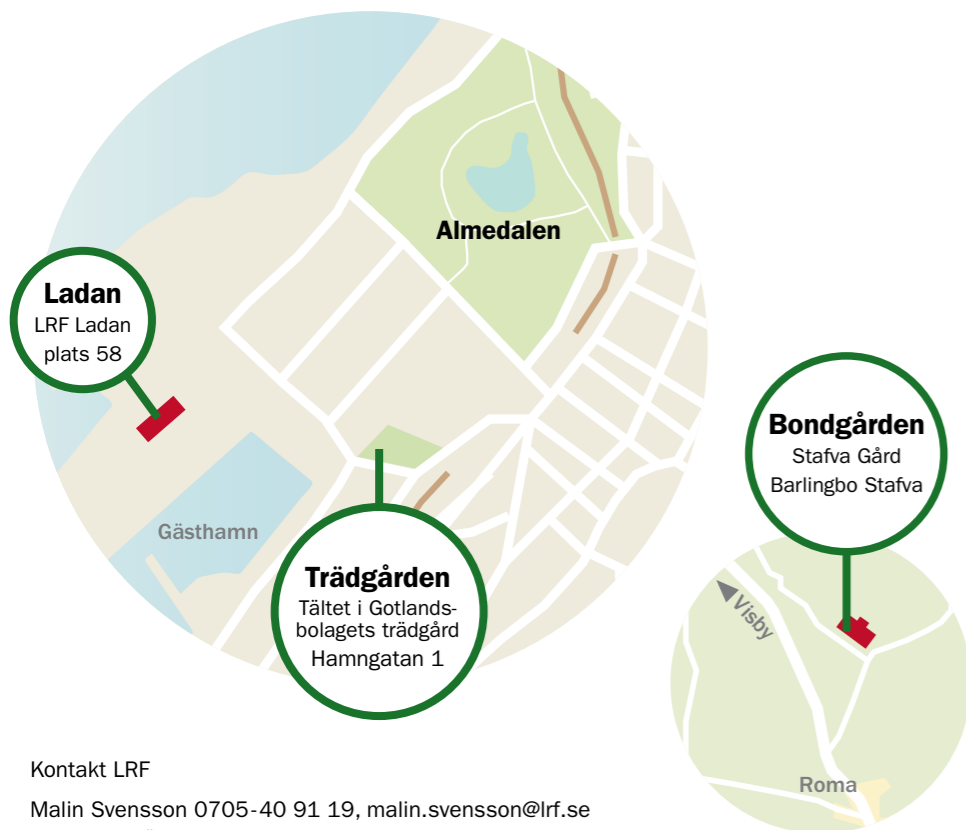 Almedalen
Ladan
LRF Ladan
plats 58
Bondgården
Stafva Gård
Barlingbo Stafva
Gästhamn
Trädgården
Tältet i Gotlands-
bolagets trädgård
Hamngatan 1
Visby
Roma
Kontakt LRF
Malin Svensson 0705-40 91 19, malin.svensson@lrf.se